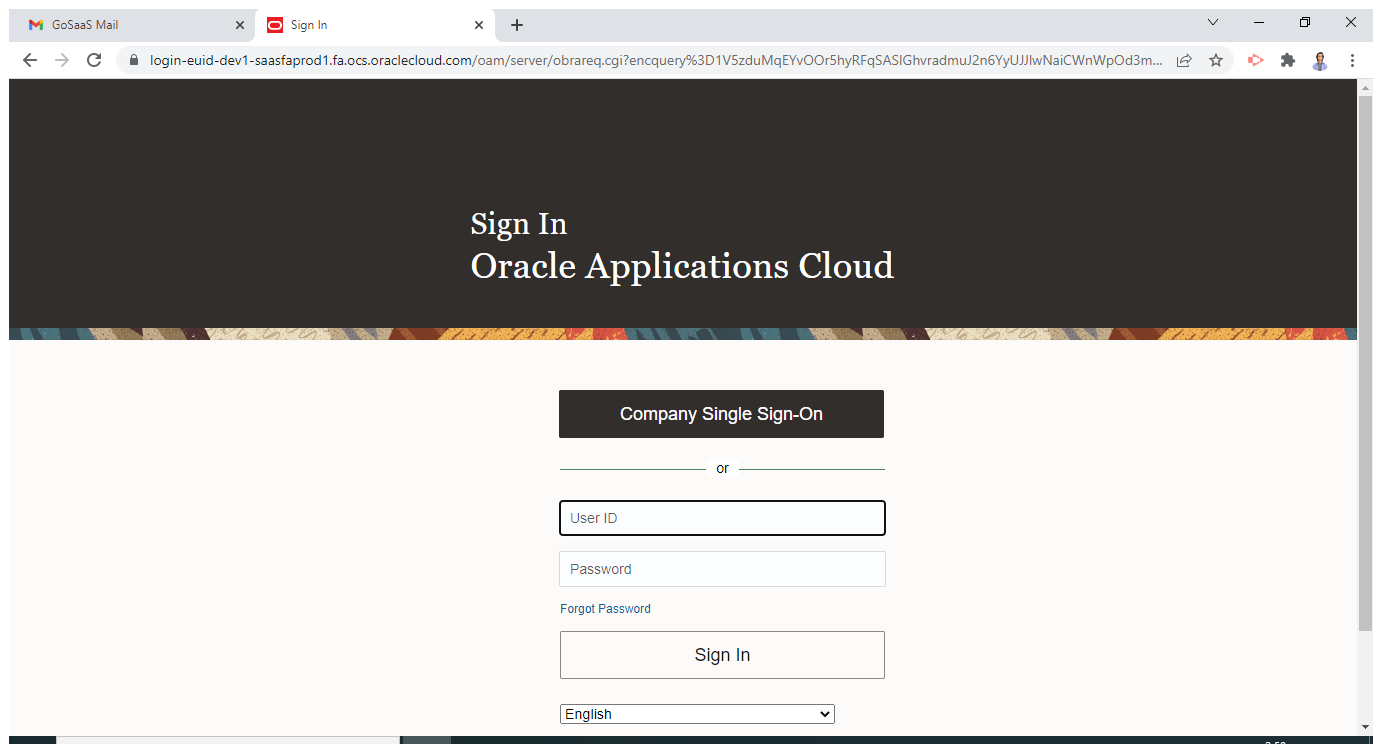 GoSaaS Mail
Sign In
login-euid-dev1-saasfaprod1.fa.ocs.oraclecloud.com/oam/server/obrareq.cgi?encquery%3D1V5zduMqEYvOOr5hyRFqSASIGhvradmuJ2n6YyUJJlwNaiCWnWpOd3m...
Sign In
Oracle Applications Cloud
Company Single Sign-On
or
User ID
Password
Forgot Password
Sign In
English